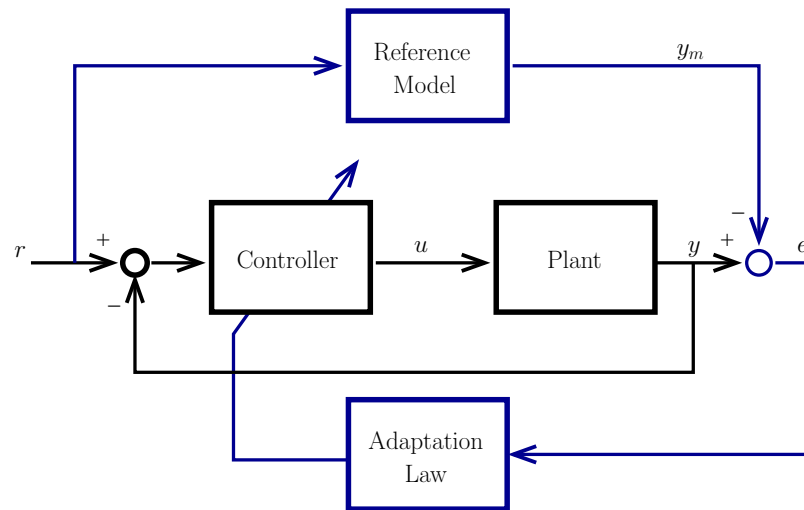 Reference
Model
y_m
r
+
−
Controller
u
Plant
y
+
−
e
Adaptation
Law